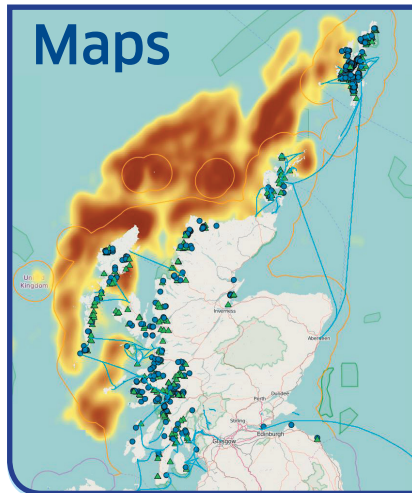 Maps
Un
Kingdom
Inverness
Aberdeen
Dundee
Perth
Stirling
Edinburgh
Glasgow